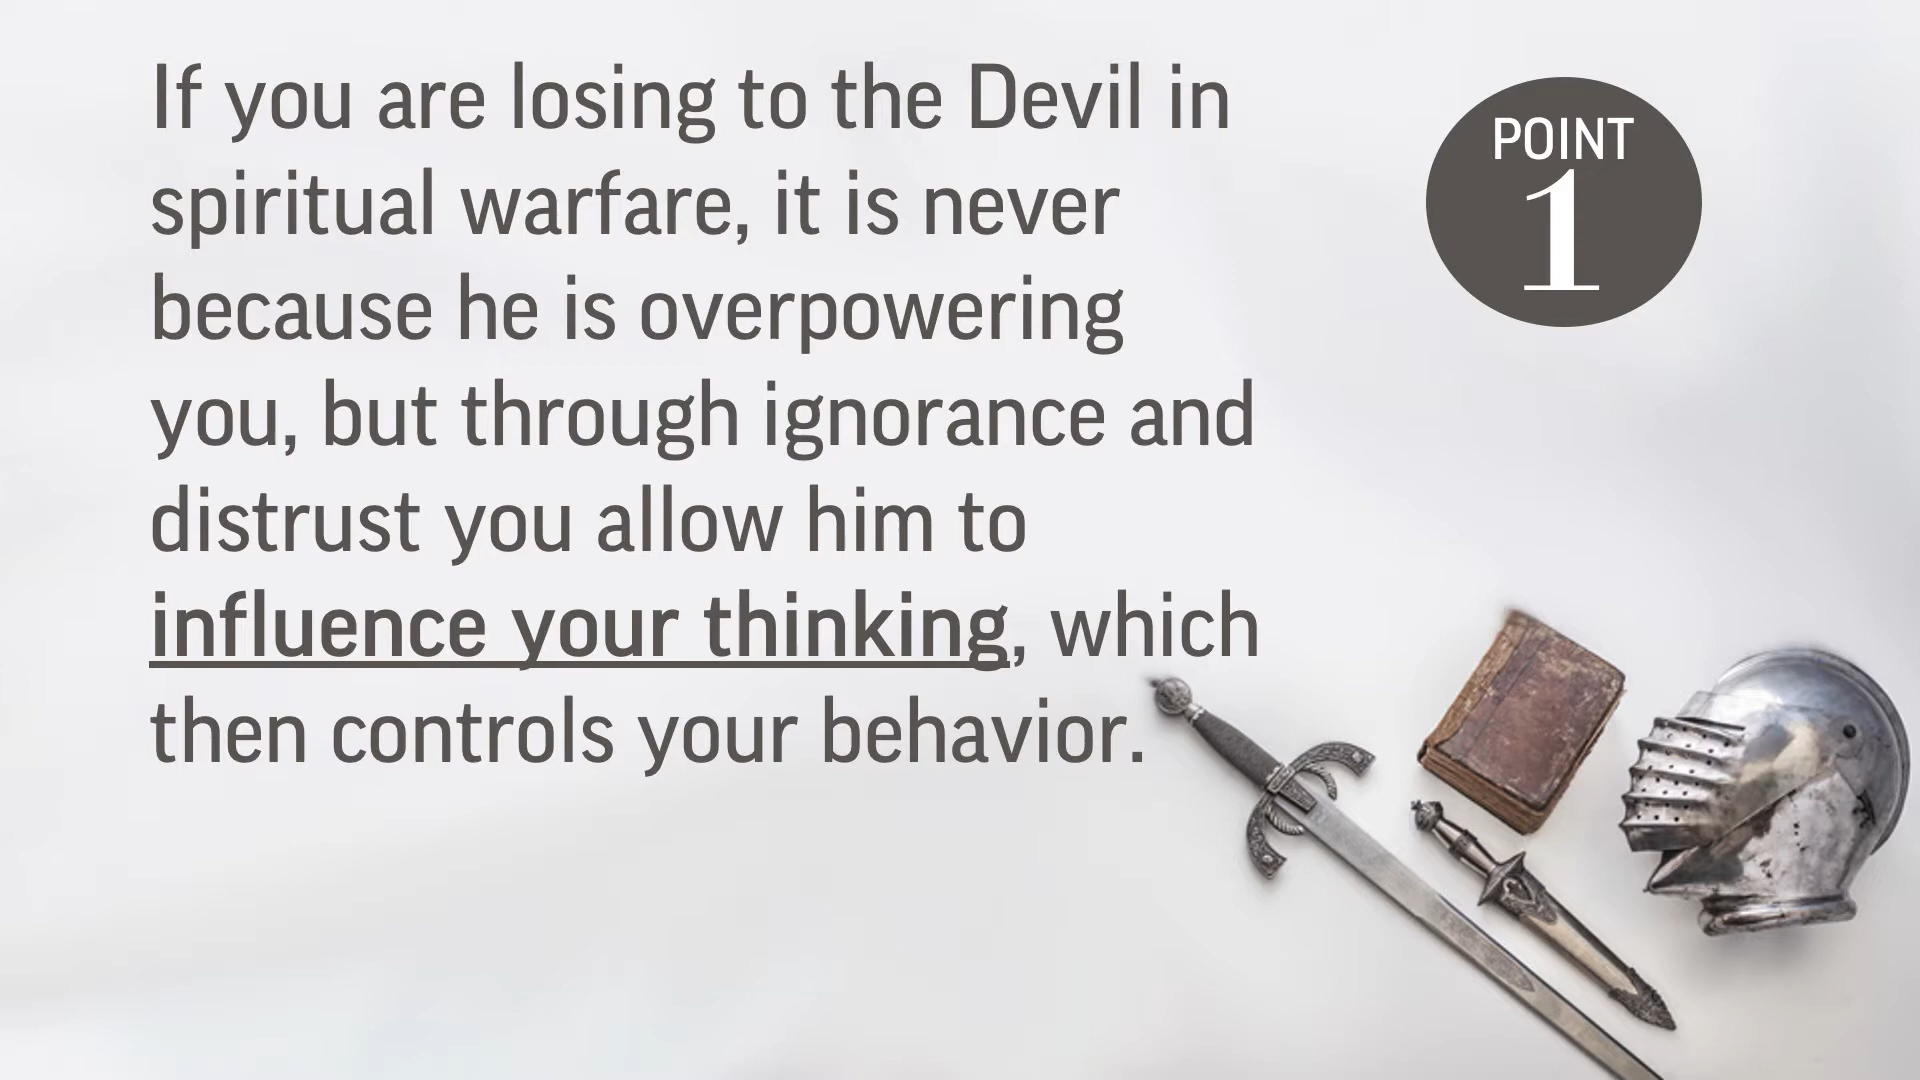 If you are losing to the Devil in
spiritual warfare, it is never
because he is overpowering
you, but through ignorance and
distrust you allow him to
influence your thinking, which
then controls your behavior.
POINT
1